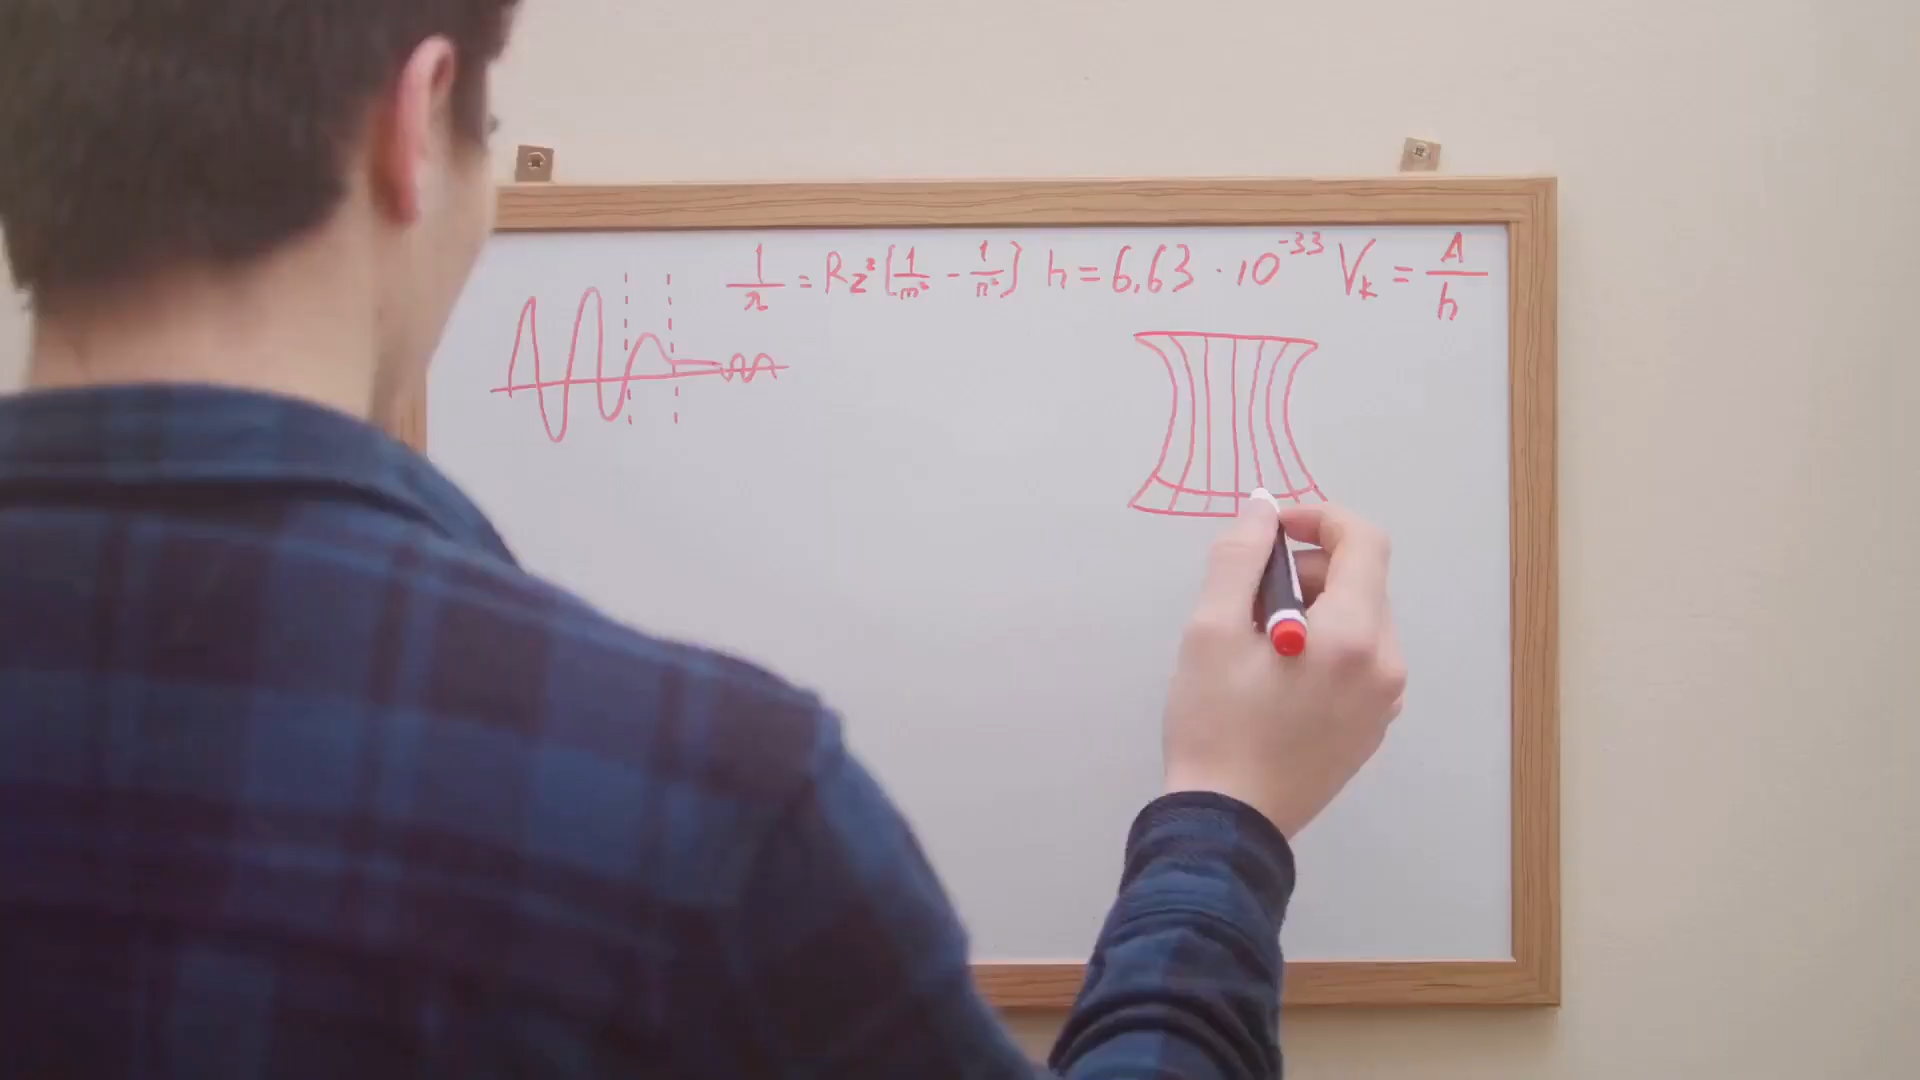 1/λ = Rz²(1/m² - 1/n²) h = 6,63 · 10⁻³³ Vₖ = A/h